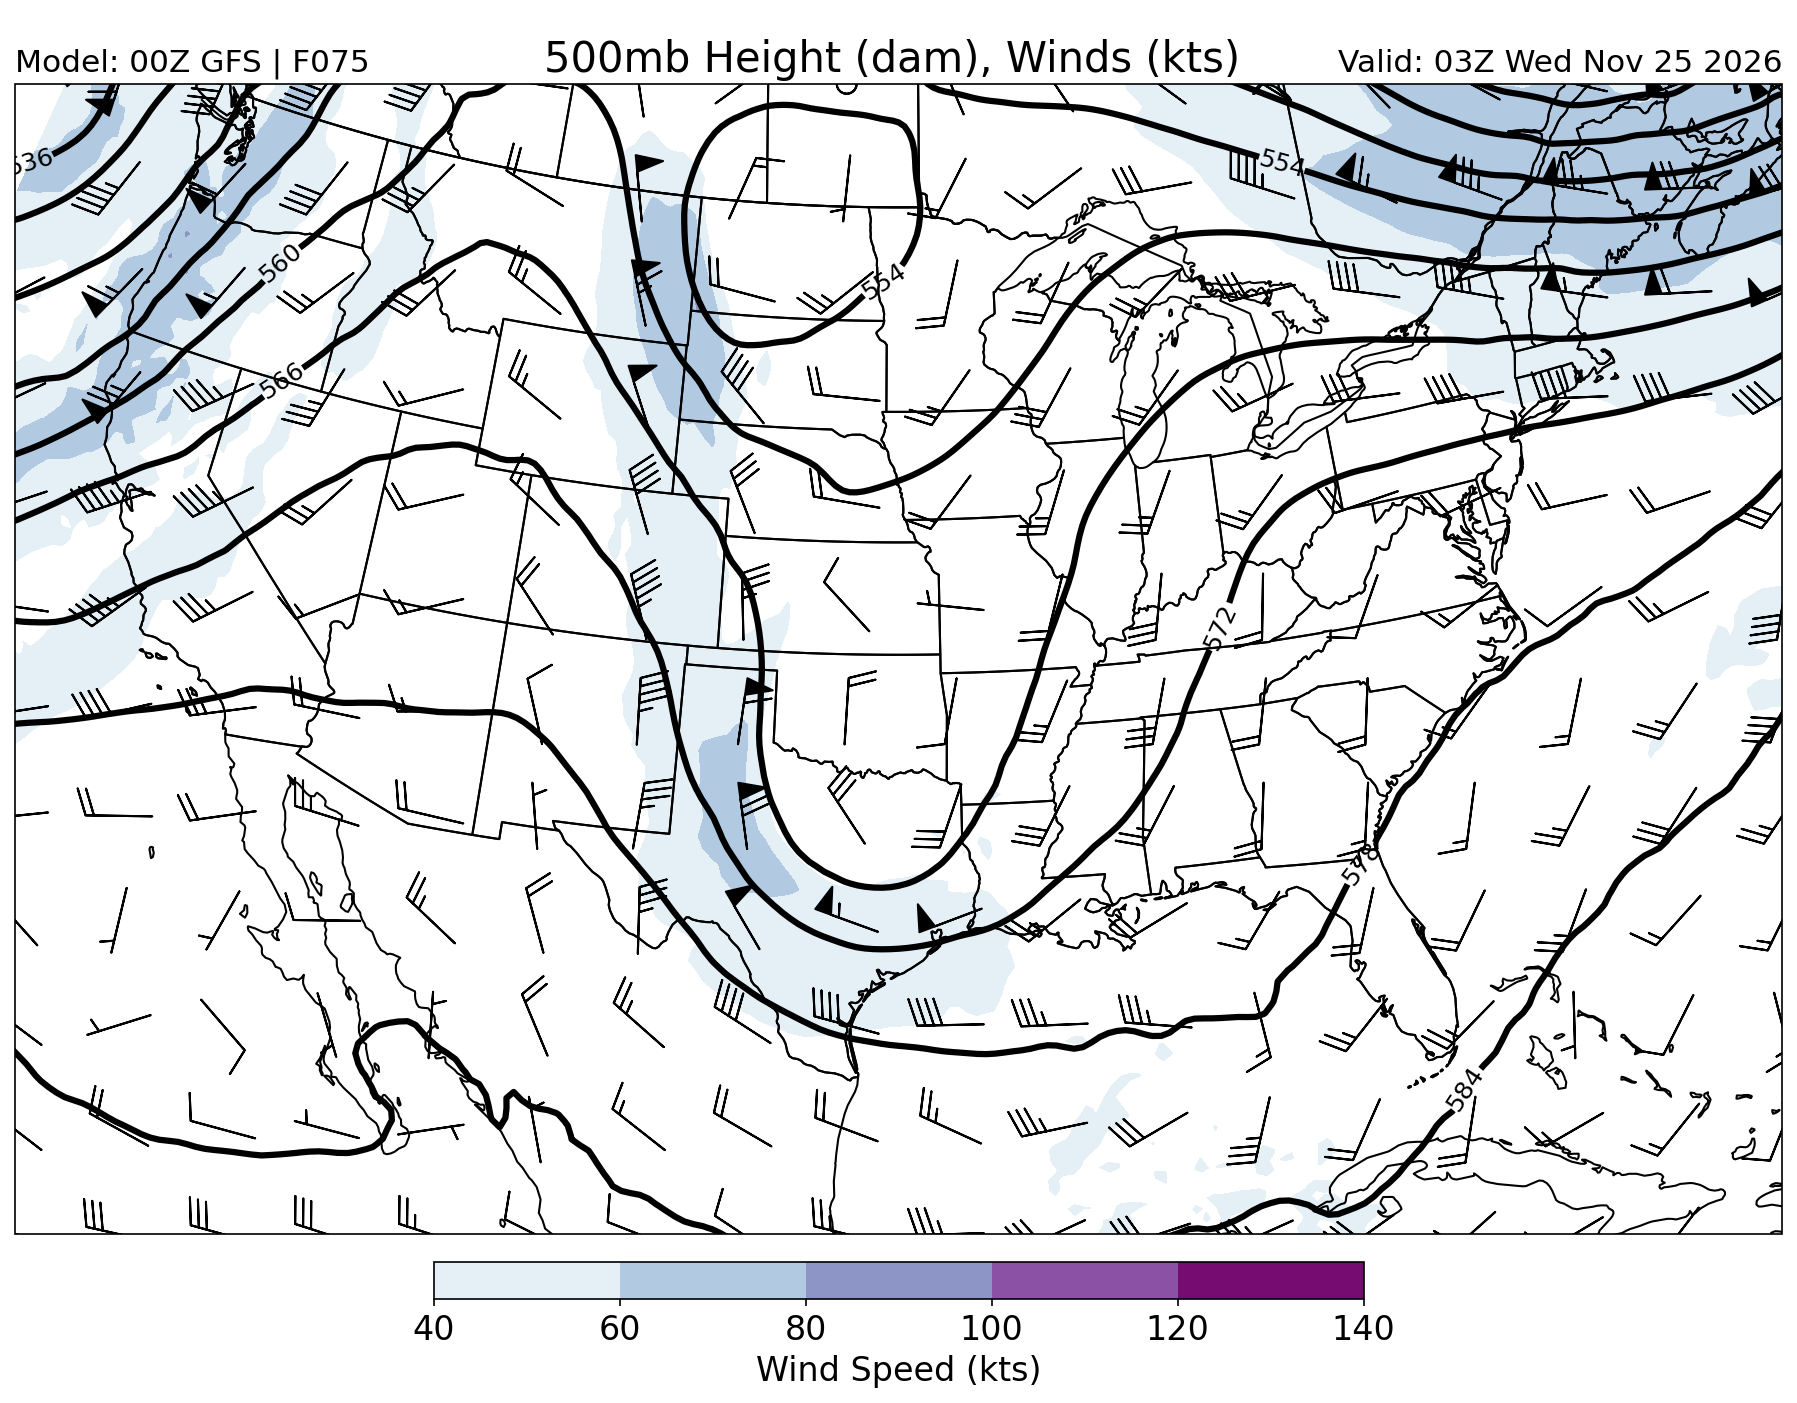 Model: 00Z GFS | F075
500mb Height (dam), Winds (kts)
Valid: 03Z Wed Nov 25 2026
536
554
560
554
566
572
578
584
40 60 80 100 120 140
Wind Speed (kts)